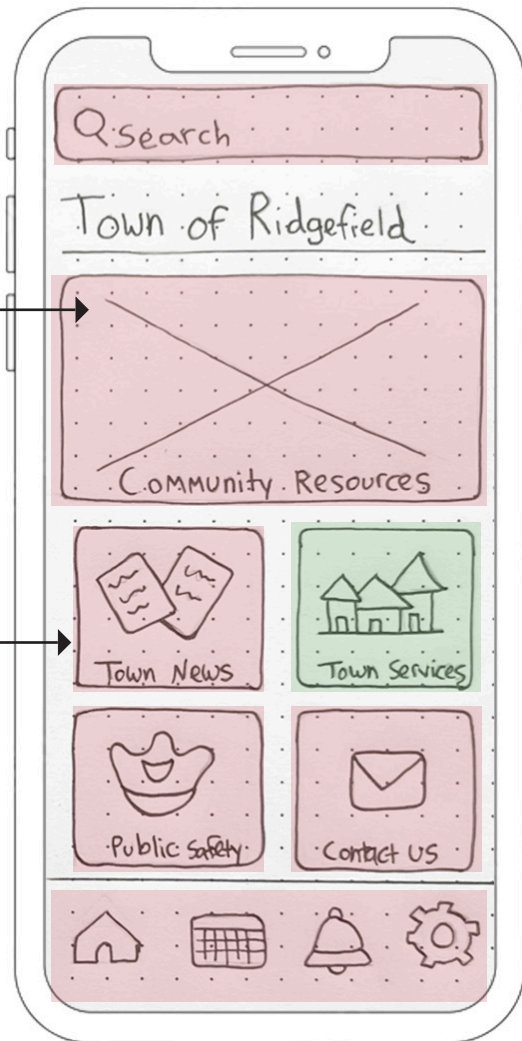 Search
Town of Ridgefield
Community Resources
Town News
Town Services
Public Safety
Contact Us